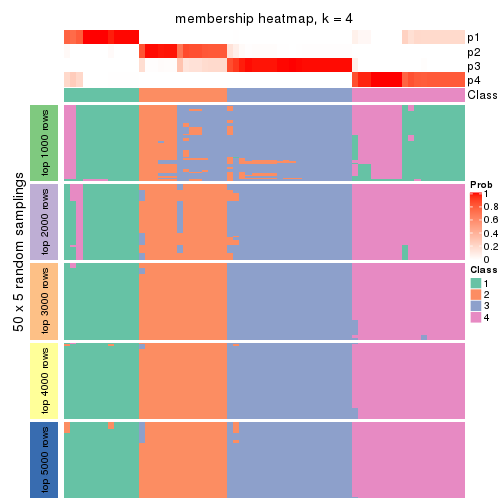 membership heatmap, k = 4
p1
p2
p3
p4
Class
50 x 5 random samplings
top 1000 rows
top 2000 rows
top 3000 rows
top 4000 rows
top 5000 rows
Prob
1
0.8
0.6
0.4
0.2
0
Class
1
2
3
4